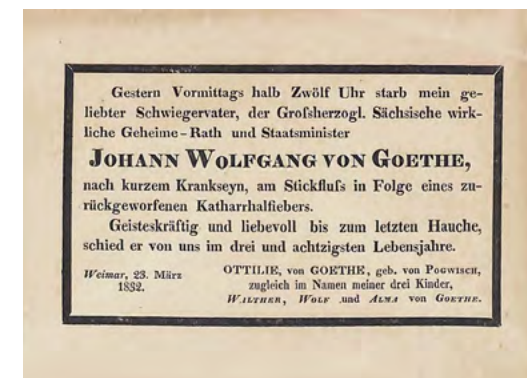 Gestern Vormittags halb Zwölf Uhr starb mein ge-
liebter Schwiegervater, der Grofsherzogl. Sächsische wirk-
liche Geheime-Rath und Staatsminister
JOHANN WOLFGANG VON GOETHE,
nach kurzem Krankseyn, am Stickflufs in Folge eines zu-
rückgeworfenen Katharrhalfiebers.
Geisteskräftig und liebevoll bis zum letzten Hauche,
schied er von uns im drei und achtzigsten Lebensjahre.
Weimar, 23. März
1832.
OTTILIE, von GOETHE, geb. von POGWISCH,
zugleich im Namen meiner drei Kinder,
WALTHER, WOLF und ALMA von GOETHE.